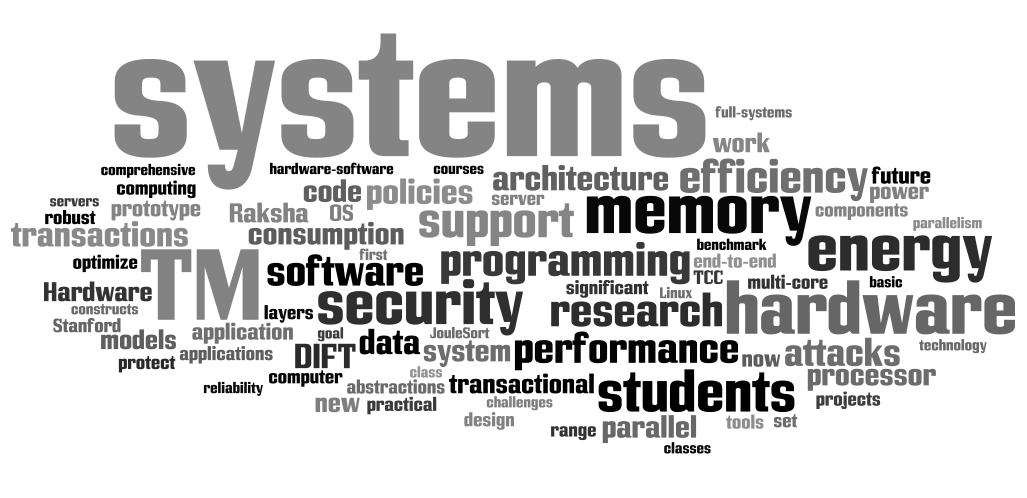 systems
full-systems
work
comprehensive
hardware-software
courses
architecture
efficiency
future
computing
code
policies
server
memory
power
servers
robust
prototype
Raksha
OS
support
components
parallelism
transactions
consumption
benchmark
energy
first
optimize
TM
software
programming
end-to-end
TCC
multi-core
basic
Hardware
significant
Linux
hardware
constructs
layers
security
research
Stanford
models
application
goal
JouleSort
data
system
performance
now
attacks
technology
protect
applications
DIFT
class
processor
reliability
computer
abstractions
transactional
students
new
practical
challenges
projects
design
range
parallel
tools
set
classes